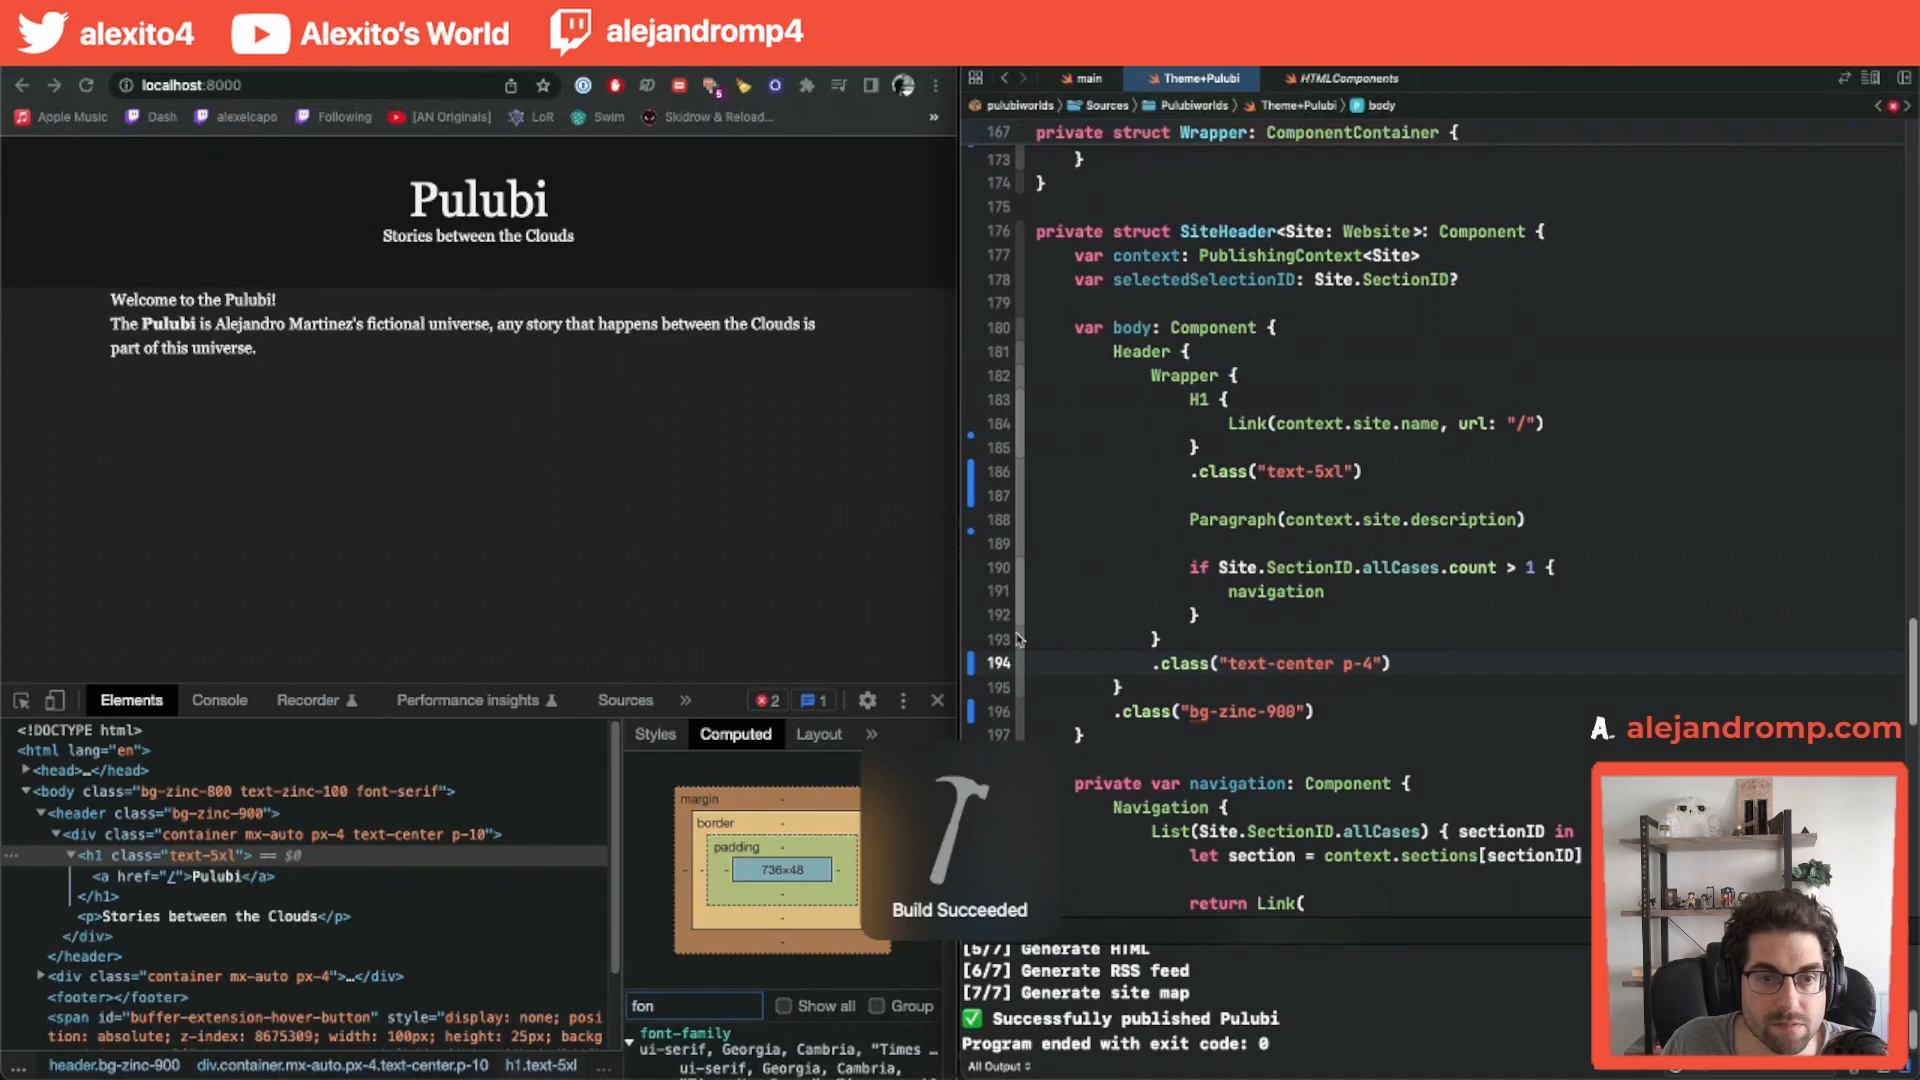 alexito4
Alexito's World
alejandromp4
localhost:8000
5
Apple Music
Dash
alexelcapo
Following
[AN Originals]
LoR
Swim
Skidrow & Reload...
»
Pulubi
Stories between the Clouds
Welcome to the Pulubi!
The Pulubi is Alejandro Martinez's fictional universe, any story that happens between the Clouds is
part of this universe.
Elements
Console
Recorder
Performance insights
Sources
»
2
1
<!DOCTYPE html>
<html lang="en">
<head>…</head>
<body class="bg-zinc-800 text-zinc-100 font-serif">
<header class="bg-zinc-900">
<div class="container mx-auto px-4 text-center p-10">
… <h1 class="text-5xl"> == $0
<a href="/">Pulubi</a>
</h1>
<p>Stories between the Clouds</p>
</div>
</header>
<div class="container mx-auto px-4">…</div>
<footer></footer>
<span id="buffer-extension-hover-button" style="display: none; posi
tion: absolute; z-index: 8675309; width: 100px; height: 25px; backg
… header.bg-zinc-900 div.container.mx-auto.px-4.text-center.p-10 h1.text-5xl …
Styles
Computed
Layout
»
margin -
border -
padding -
- - - 736×48 -
-
-
-
fon
Show all
Group
font-family
ui-serif, Georgia, Cambria, "Times …
ui-serif, Georgia, Cambria,
Build Succeeded
main
Theme+Pulubi
HTMLComponents
pulubiworlds
Sources
Pulubiworlds
Theme+Pulubi
P body
167 private struct Wrapper: ComponentContainer {
173 }
174 }
175
176 private struct SiteHeader<Site: Website>: Component {
177 var context: PublishingContext<Site>
178 var selectedSelectionID: Site.SectionID?
179
180 var body: Component {
181 Header {
182 Wrapper {
183 H1 {
184 Link(context.site.name, url: "/")
185 }
186 .class("text-5xl")
187
188 Paragraph(context.site.description)
189
190 if Site.SectionID.allCases.count > 1 {
191 navigation
192 }
193 }
194 .class("text-center p-4")
195 }
196 .class("bg-zinc-900")
197 }
private var navigation: Component {
Navigation {
List(Site.SectionID.allCases) { sectionID in
let section = context.sections[sectionID]
return Link(
[5/7] Generate HTML
[6/7] Generate RSS feed
[7/7] Generate site map
✅ Successfully published Pulubi
Program ended with exit code: 0
All Output
A. alejandromp.com